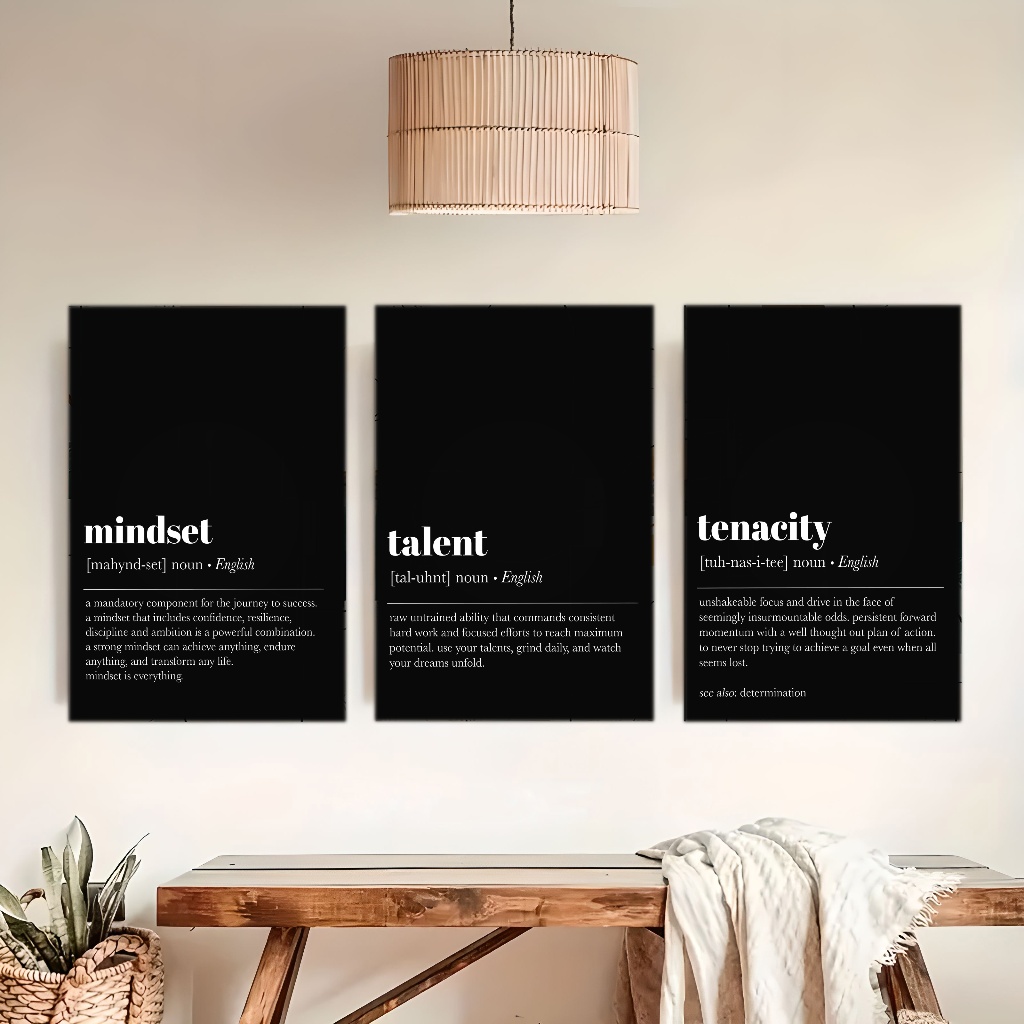 mindset
[mahynd-set] noun • English
a mandatory component for the journey to success.
a mindset that includes confidence, resilience,
discipline and ambition is a powerful combination.
a strong mindset can achieve anything, endure
anything, and transform any life.
mindset is everything.
talent
[tal-uhnt] noun • English
raw untrained ability that commands consistent
hard work and focused efforts to reach maximum
potential. use your talents, grind daily, and watch
your dreams unfold.
tenacity
[tuh-nas-i-tee] noun • English
unshakeable focus and drive in the face of
seemingly insurmountable odds. persistent forward
momentum with a well thought out plan of action.
to never stop trying to achieve a goal even when all
seems lost.
see also: determination